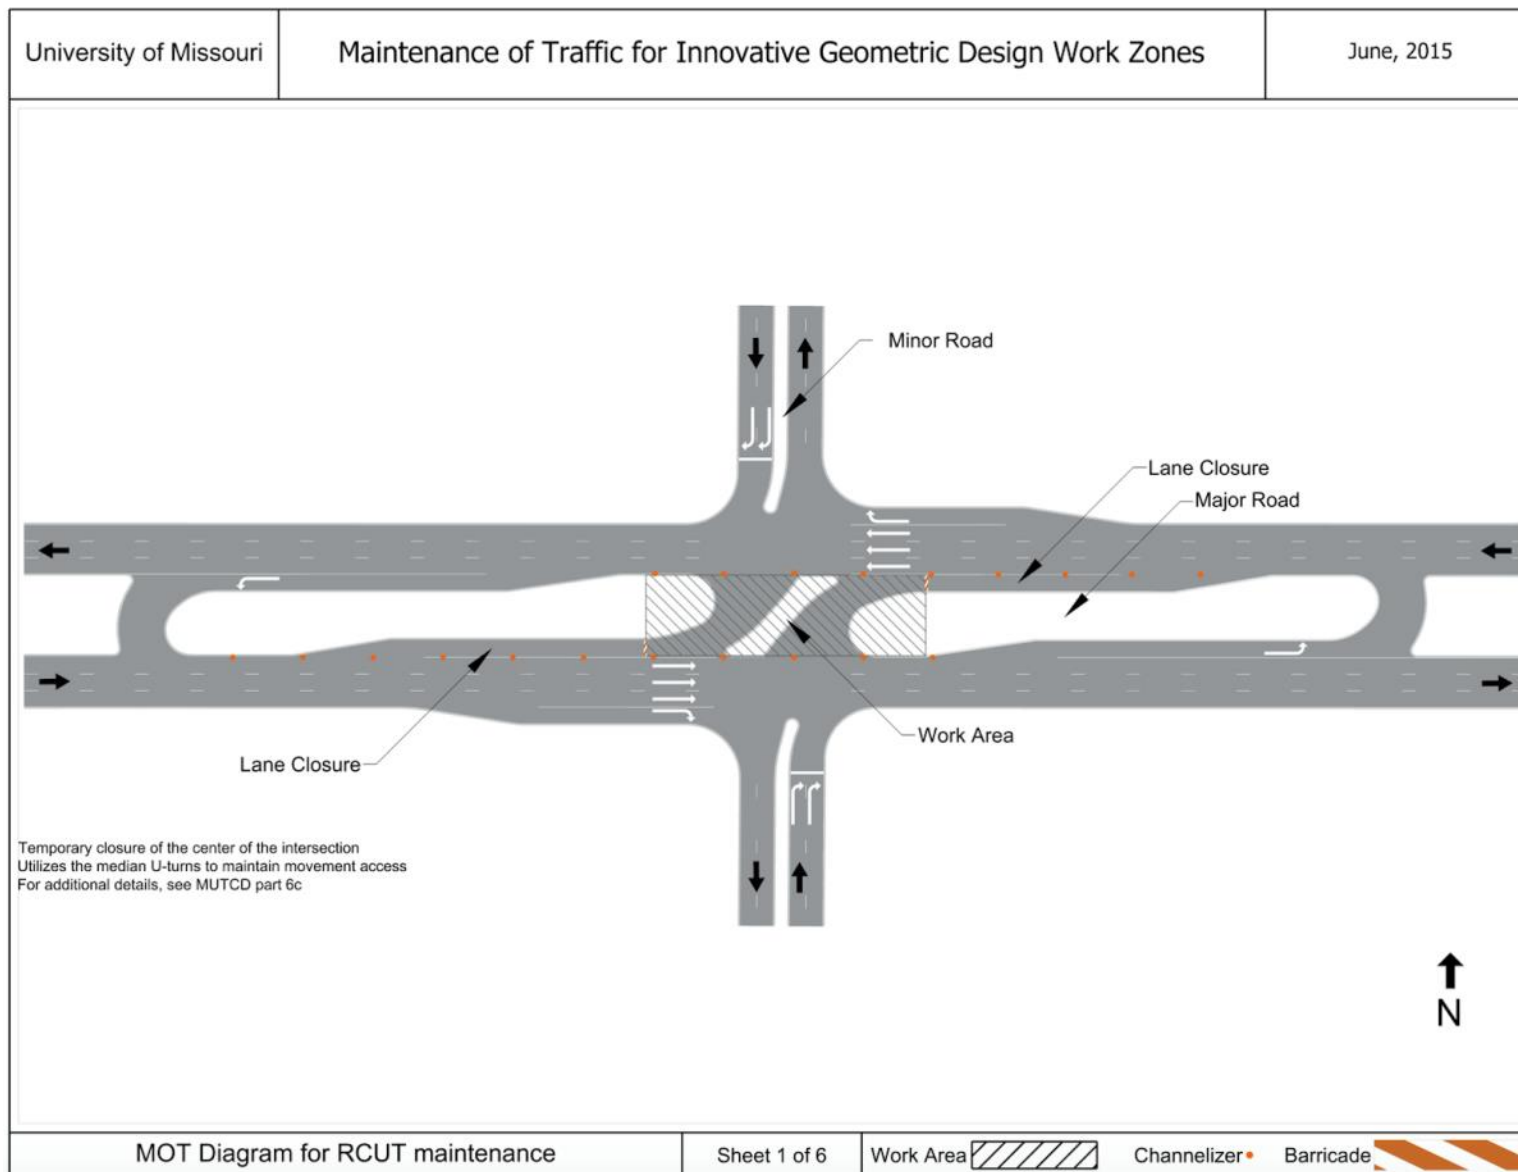 University of Missouri
Maintenance of Traffic for Innovative Geometric Design Work Zones
June, 2015
Minor Road
Lane Closure
Major Road
Work Area
Lane Closure
Temporary closure of the center of the intersection
Utilizes the median U-turns to maintain movement access
For additional details, see MUTCD part 6c
N
MOT Diagram for RCUT maintenance
Sheet 1 of 6
Work Area
Channelizer
Barricade